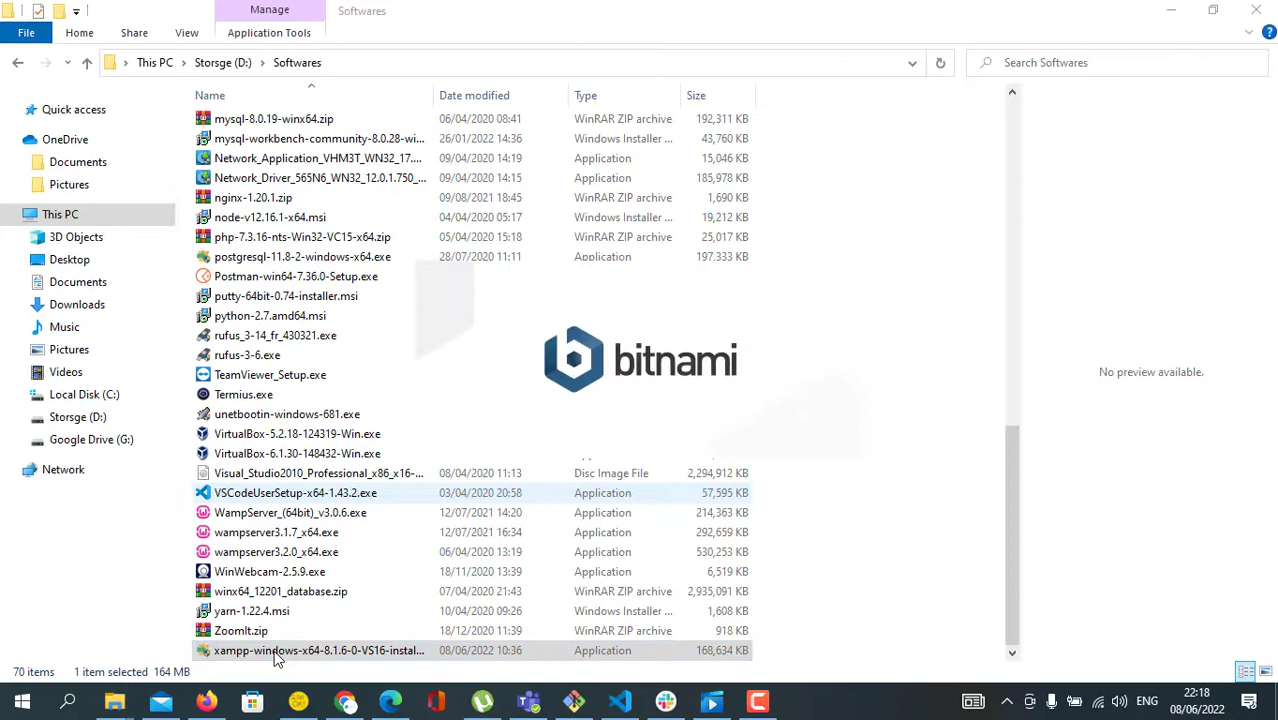 Manage
Softwares
File
Home
Share
View
Application Tools
This PC
Storsge (D:)
Softwares
Search Softwares
Quick access
OneDrive
Documents
Pictures
This PC
3D Objects
Desktop
Documents
Downloads
Music
Pictures
Videos
Local Disk (C:)
Storsge (D:)
Google Drive (G:)
Network
Name Date modified Type Size
mysql-8.0.19-winx64.zip 06/04/2020 08:41 WinRAR ZIP archive 192,311 KB
mysql-workbench-community-8.0.28-wi... 26/01/2022 14:36 Windows Installer ... 43,760 KB
Network_Application_VHM3T_WN32_17.... 09/04/2020 14:19 Application 15,046 KB
Network_Driver_565N6_WN32_12.0.1.750_... 09/04/2020 14:15 Application 185,978 KB
nginx-1.20.1.zip 09/08/2021 18:45 WinRAR ZIP archive 1,690 KB
node-v12.16.1-x64.msi 04/04/2020 05:17 Windows Installer ... 19,212 KB
php-7.3.16-nts-Win32-VC15-x64.zip 05/04/2020 15:18 WinRAR ZIP archive 25,017 KB
postgresql-11.8-2-windows-x64.exe 28/07/2020 11:11 Application 197,333 KB
Postman-win64-7.36.0-Setup.exe
putty-64bit-0.74-installer.msi
python-2.7.amd64.msi
rufus_3-14_fr_430321.exe
rufus-3-6.exe
TeamViewer_Setup.exe
Termius.exe
unetbootin-windows-681.exe
VirtualBox-5.2.18-124319-Win.exe
VirtualBox-6.1.30-148432-Win.exe
Visual_Studio2010_Professional_x86_x16-... 08/04/2020 11:13 Disc Image File 2,294,912 KB
VSCodeUserSetup-x64-1.43.2.exe 03/04/2020 20:58 Application 57,595 KB
WampServer_(64bit)_v3.0.6.exe 12/07/2021 14:20 Application 214,363 KB
wampserver3.1.7_x64.exe 12/07/2021 16:34 Application 292,659 KB
wampserver3.2.0_x64.exe 06/04/2020 13:19 Application 530,253 KB
WinWebcam-2.5.9.exe 18/11/2020 13:39 Application 6,519 KB
winx64_12201_database.zip 07/04/2020 21:43 WinRAR ZIP archive 2,935,091 KB
yarn-1.22.4.msi 10/04/2020 09:26 Windows Installer ... 1,608 KB
ZoomIt.zip 18/12/2020 11:39 WinRAR ZIP archive 918 KB
xampp-windows-x64-8.1.6-0-VS16-instal... 08/06/2022 10:36 Application 168,634 KB
bitnami
No preview available.
70 items 1 item selected 164 MB
ENG
22:18
08/06/2022